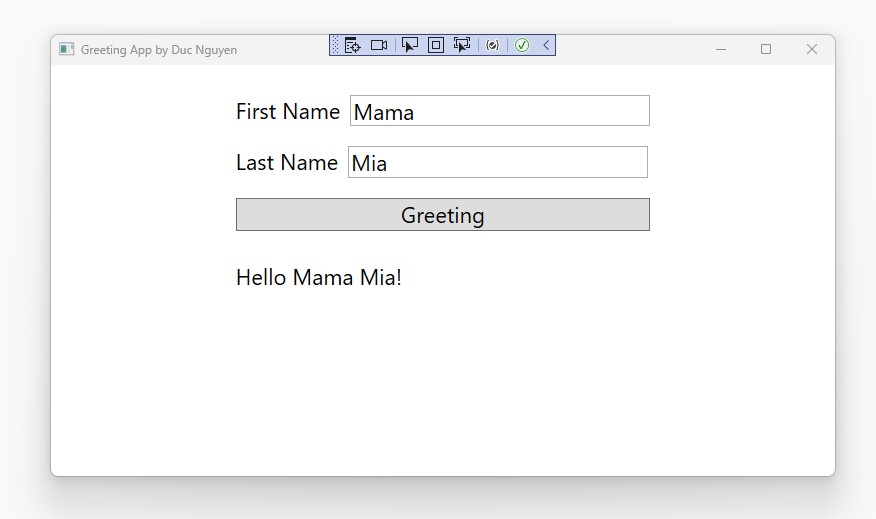 Greeting App by Duc Nguyen
First Name Mama
Last Name Mia
Greeting
Hello Mama Mia!